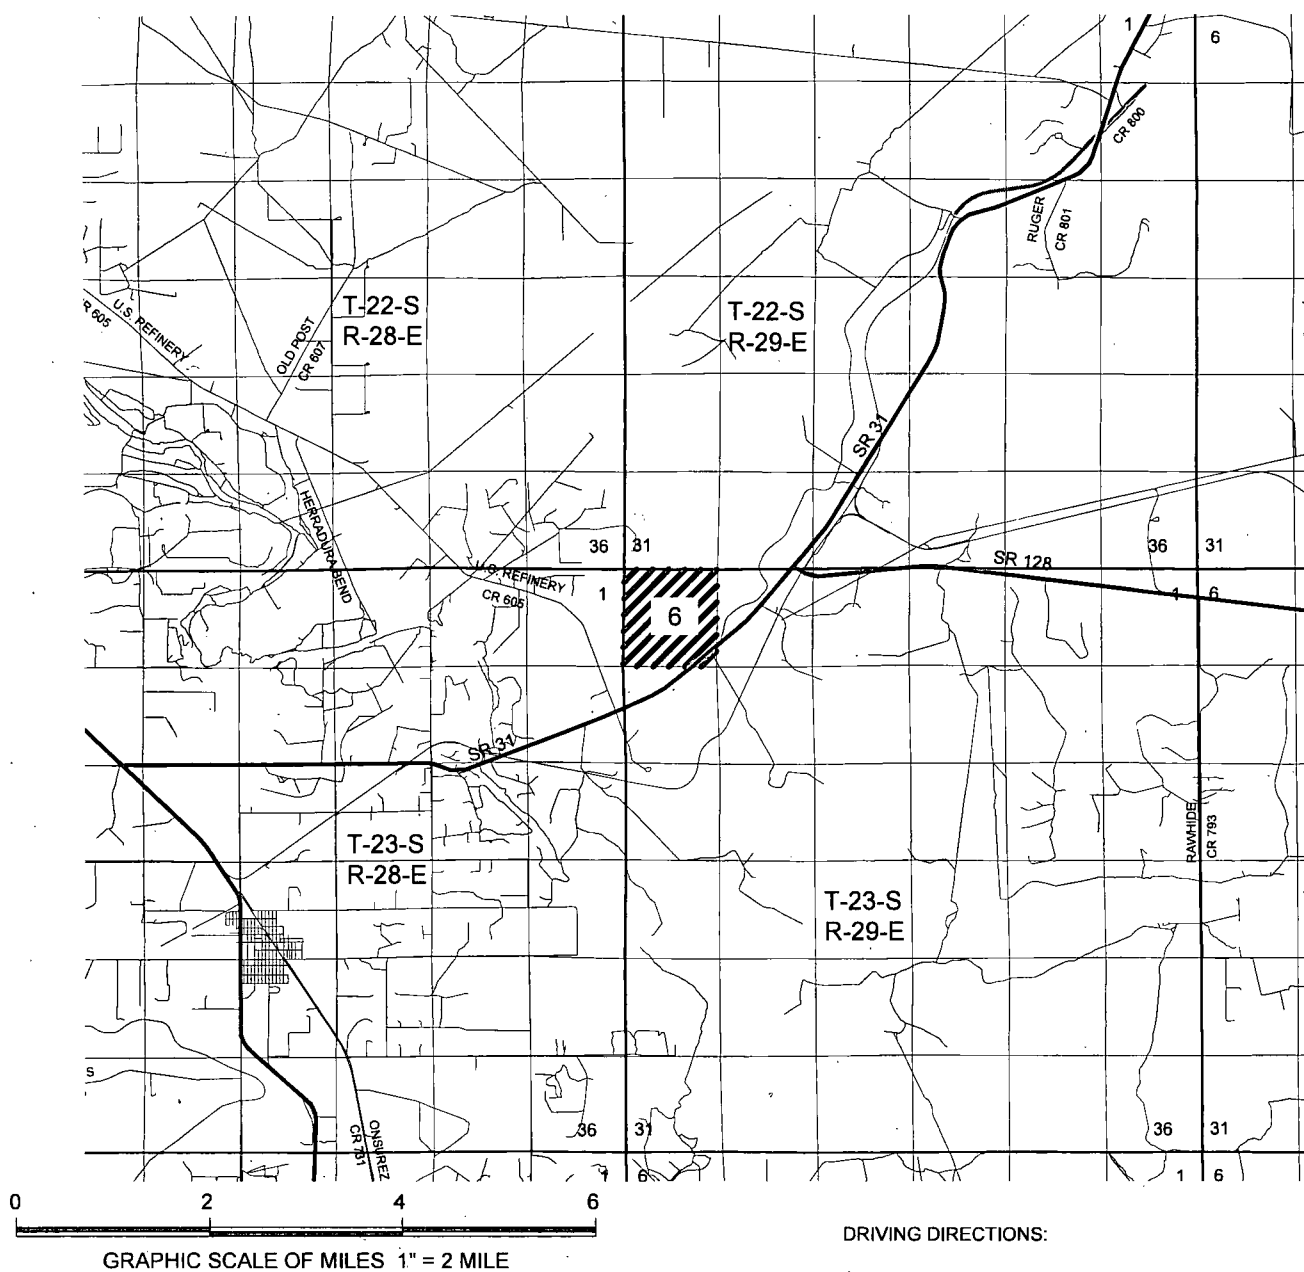 1
6
CR 800
RUGER
CR 801
T-22-S
R-28-E
T-22-S
R-29-E
R 605
U.S. REFINERY
OLD POST
CR 607
SR 31
HERRADURA BEND
36
31
36
31
SR 128
U.S. REFINERY
CR 605
1
6
1
6
SR 31
T-23-S
R-28-E
RAWHIDE
CR 793
T-23-S
R-29-E
S
ONSUREZ
CR 731
36
31
36
31
1
6
1
6
0 2 4 6
GRAPHIC SCALE OF MILES 1" = 2 MILE
DRIVING DIRECTIONS: